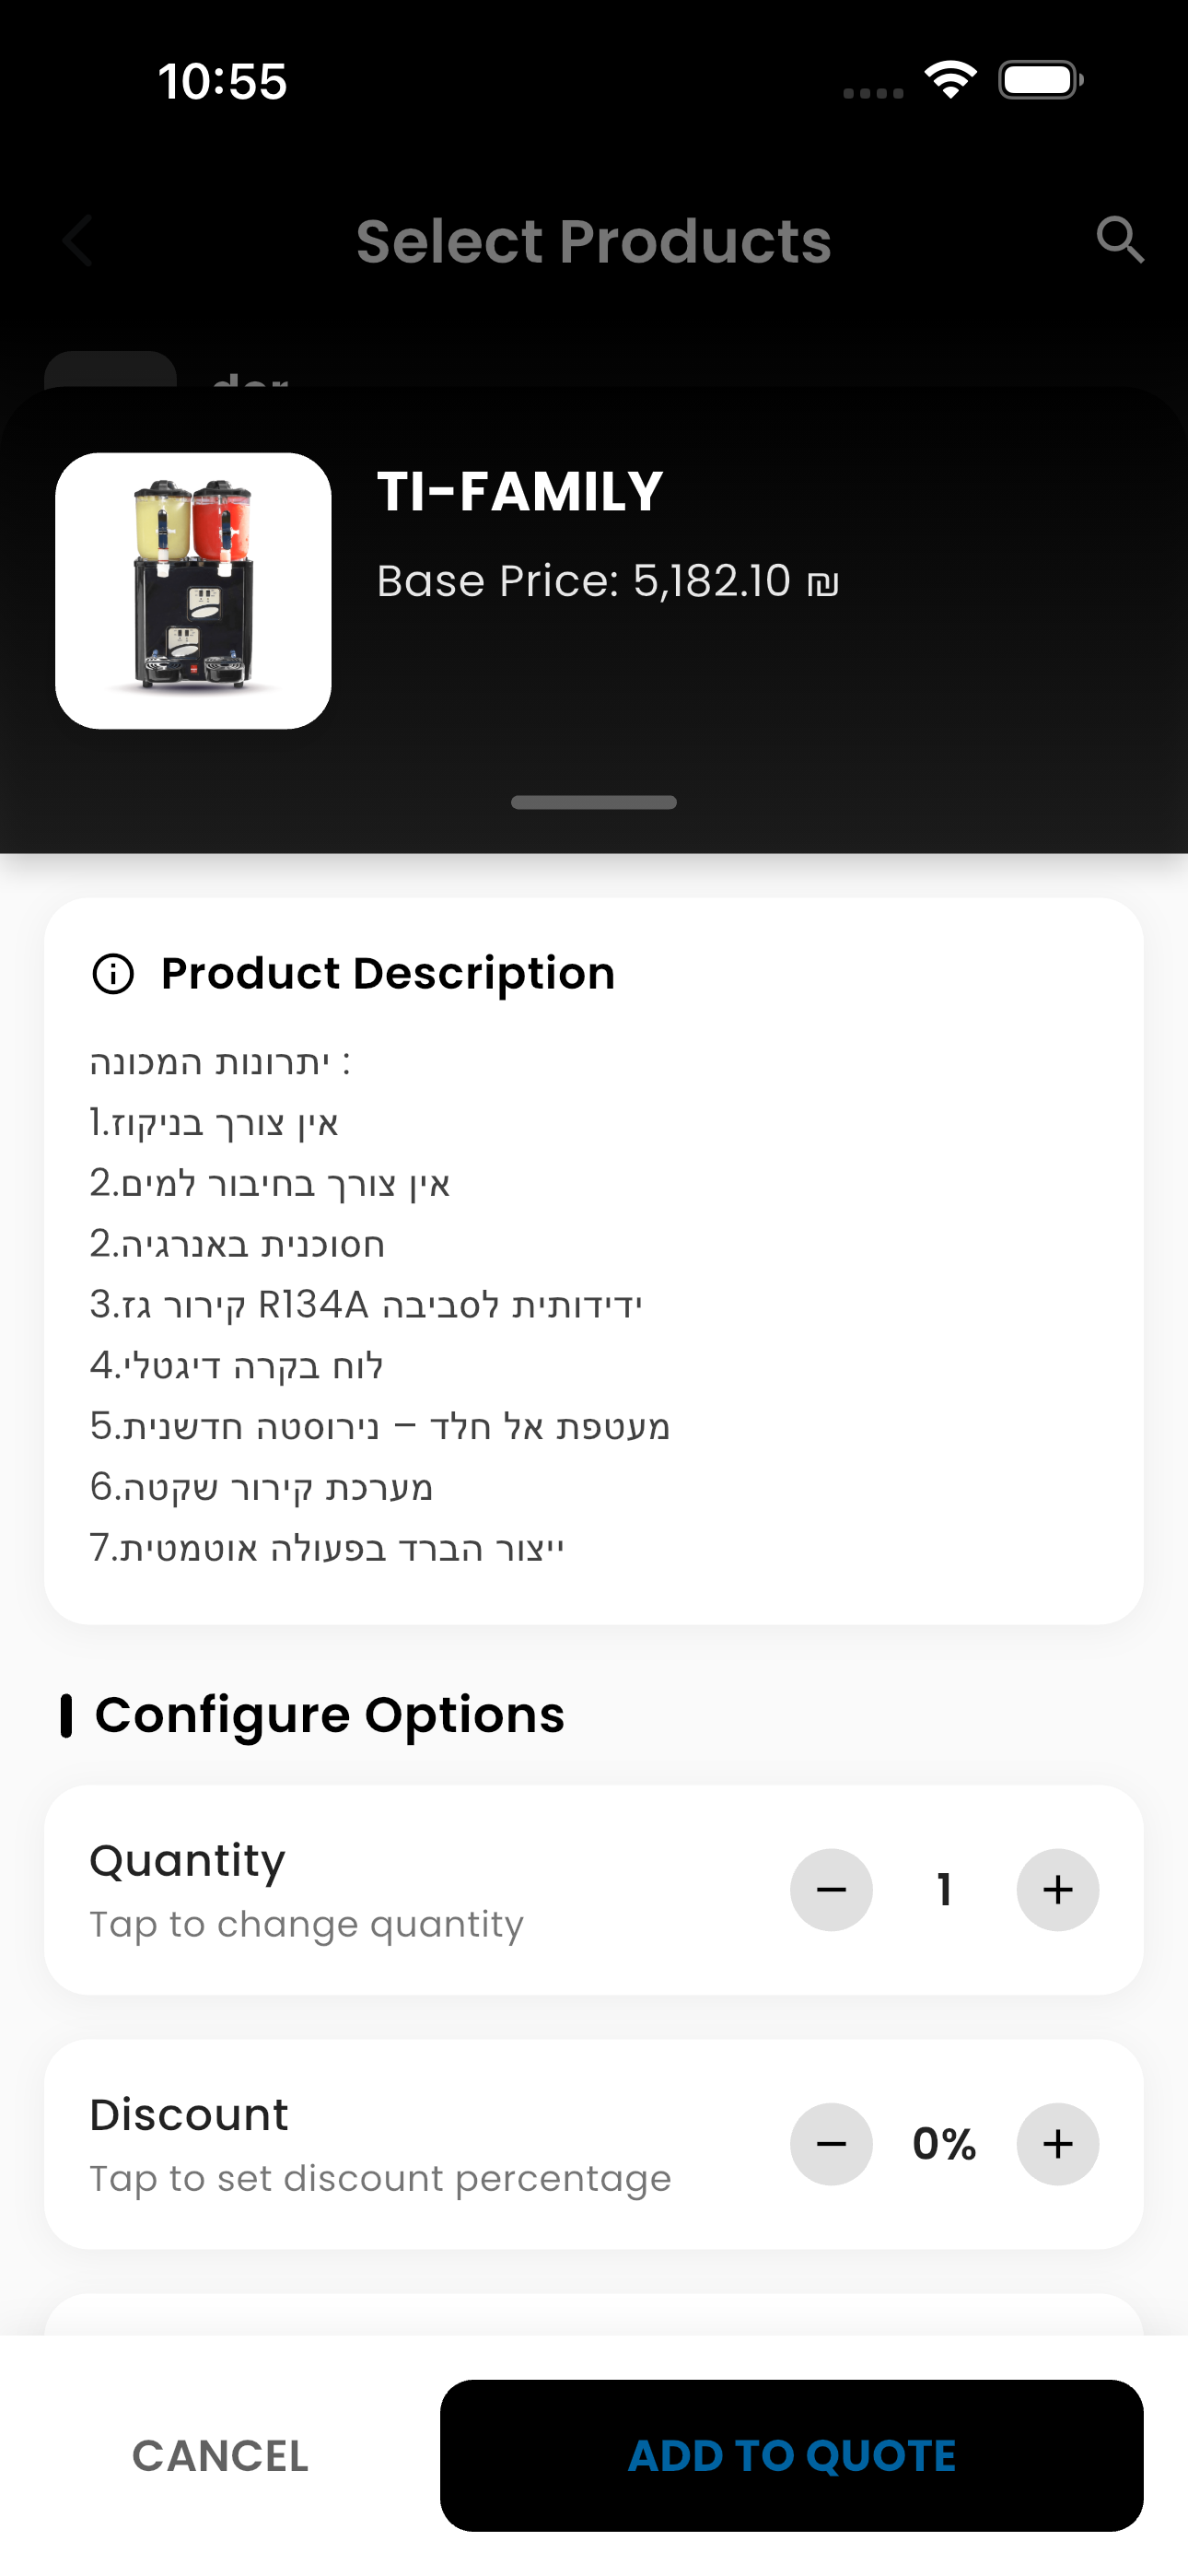 10:55
Select Products
TI-FAMILY
Base Price: 5,182.10 ₪
Product Description
יתרונות המכונה :
1.אין צורך בניקוז
2.אין צורך בחיבור למים
2.חסוכנית באנרגיה
3.ידידותית לסביבה R134A קירור גז
4.לוח בקרה דיגטלי
5.מעטפת אל חלד – נירוסטה חדשנית
6.מערכת קירור שקטה
7.ייצור הברד בפעולה אוטמטית
Configure Options
Quantity
1
Tap to change quantity
Discount
0%
Tap to set discount percentage
CANCEL
ADD TO QUOTE